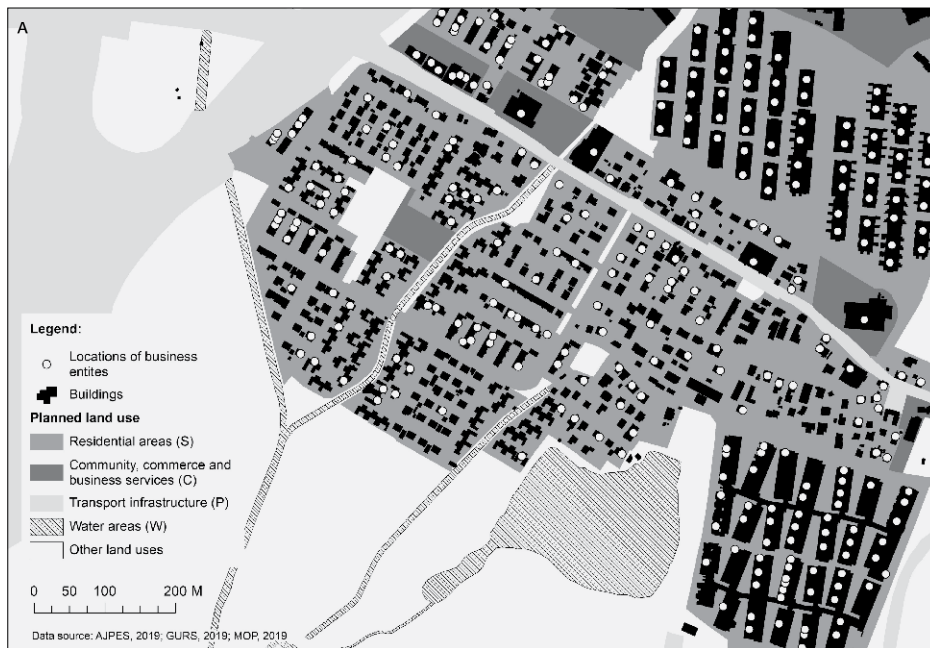 A
Legend:
Locations of business
entites
Buildings
Planned land use
Residential areas (S)
Community, commerce and
business services (C)
Transport infrastructure (P)
Water areas (W)
Other land uses
0 50 100 200 M
Data source: AJPES, 2019; GURS, 2019; MOP, 2019